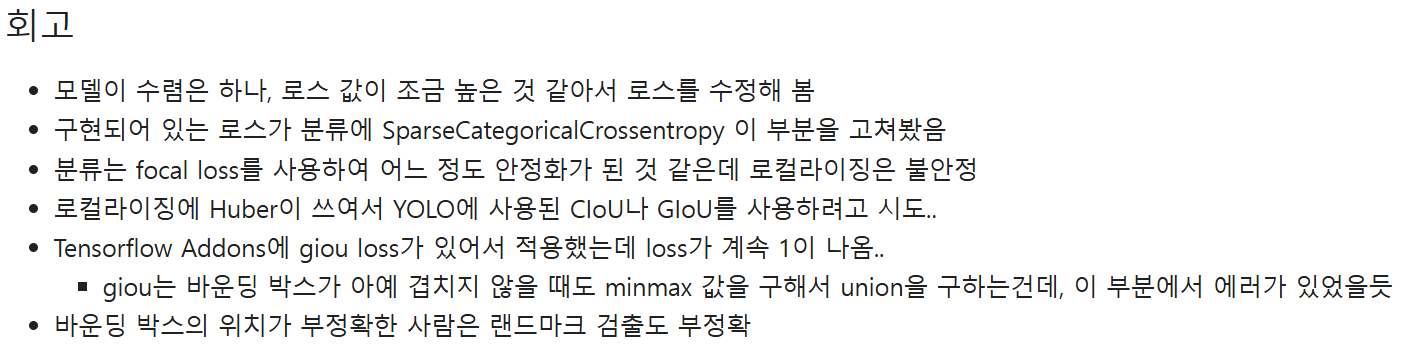 회고
모델이 수렴은 하나, 로스 값이 조금 높은 것 같아서 로스를 수정해 봄
구현되어 있는 로스가 분류에 SparseCategoricalCrossentropy 이 부분을 고쳐봤음
분류는 focal loss를 사용하여 어느 정도 안정화가 된 것 같은데 로컬라이징은 불안정
로컬라이징에 Huber이 쓰여서 YOLO에 사용된 CIoU나 GIoU를 사용하려고 시도..
Tensorflow Addons에 giou loss가 있어서 적용했는데 loss가 계속 1이 나옴..
giou는 바운딩 박스가 아예 겹치지 않을 때도 minmax 값을 구해서 union을 구하는건데, 이 부분에서 에러가 있었을듯
바운딩 박스의 위치가 부정확한 사람은 랜드마크 검출도 부정확